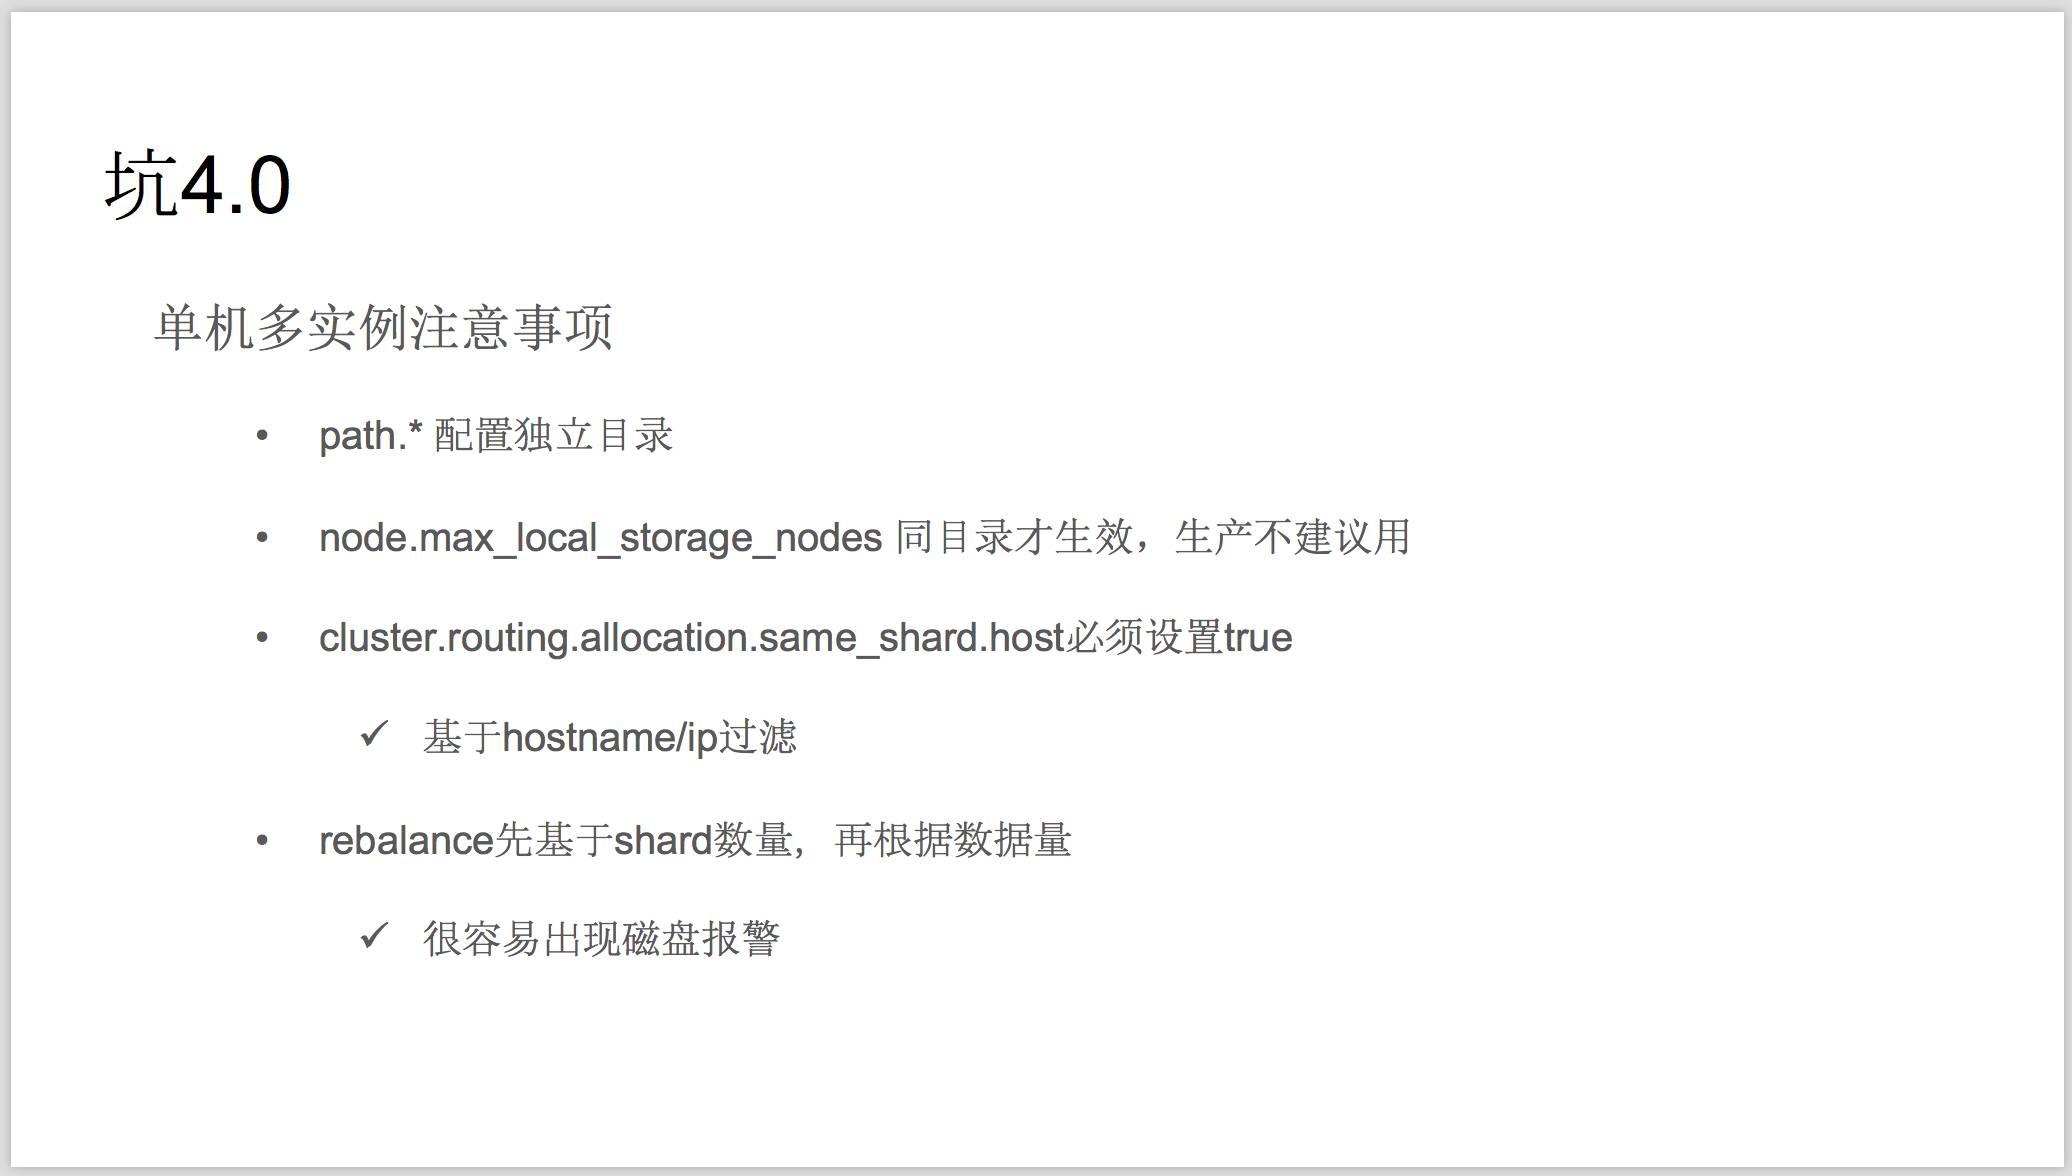 坑4.0
单机多实例注意事项
• path.* 配置独立目录
• node.max_local_storage_nodes 同目录才生效，生产不建议用
• cluster.routing.allocation.same_shard.host必须设置true
✓ 基于hostname/ip过滤
• rebalance先基于shard数量，再根据数据量
✓ 很容易出现磁盘报警